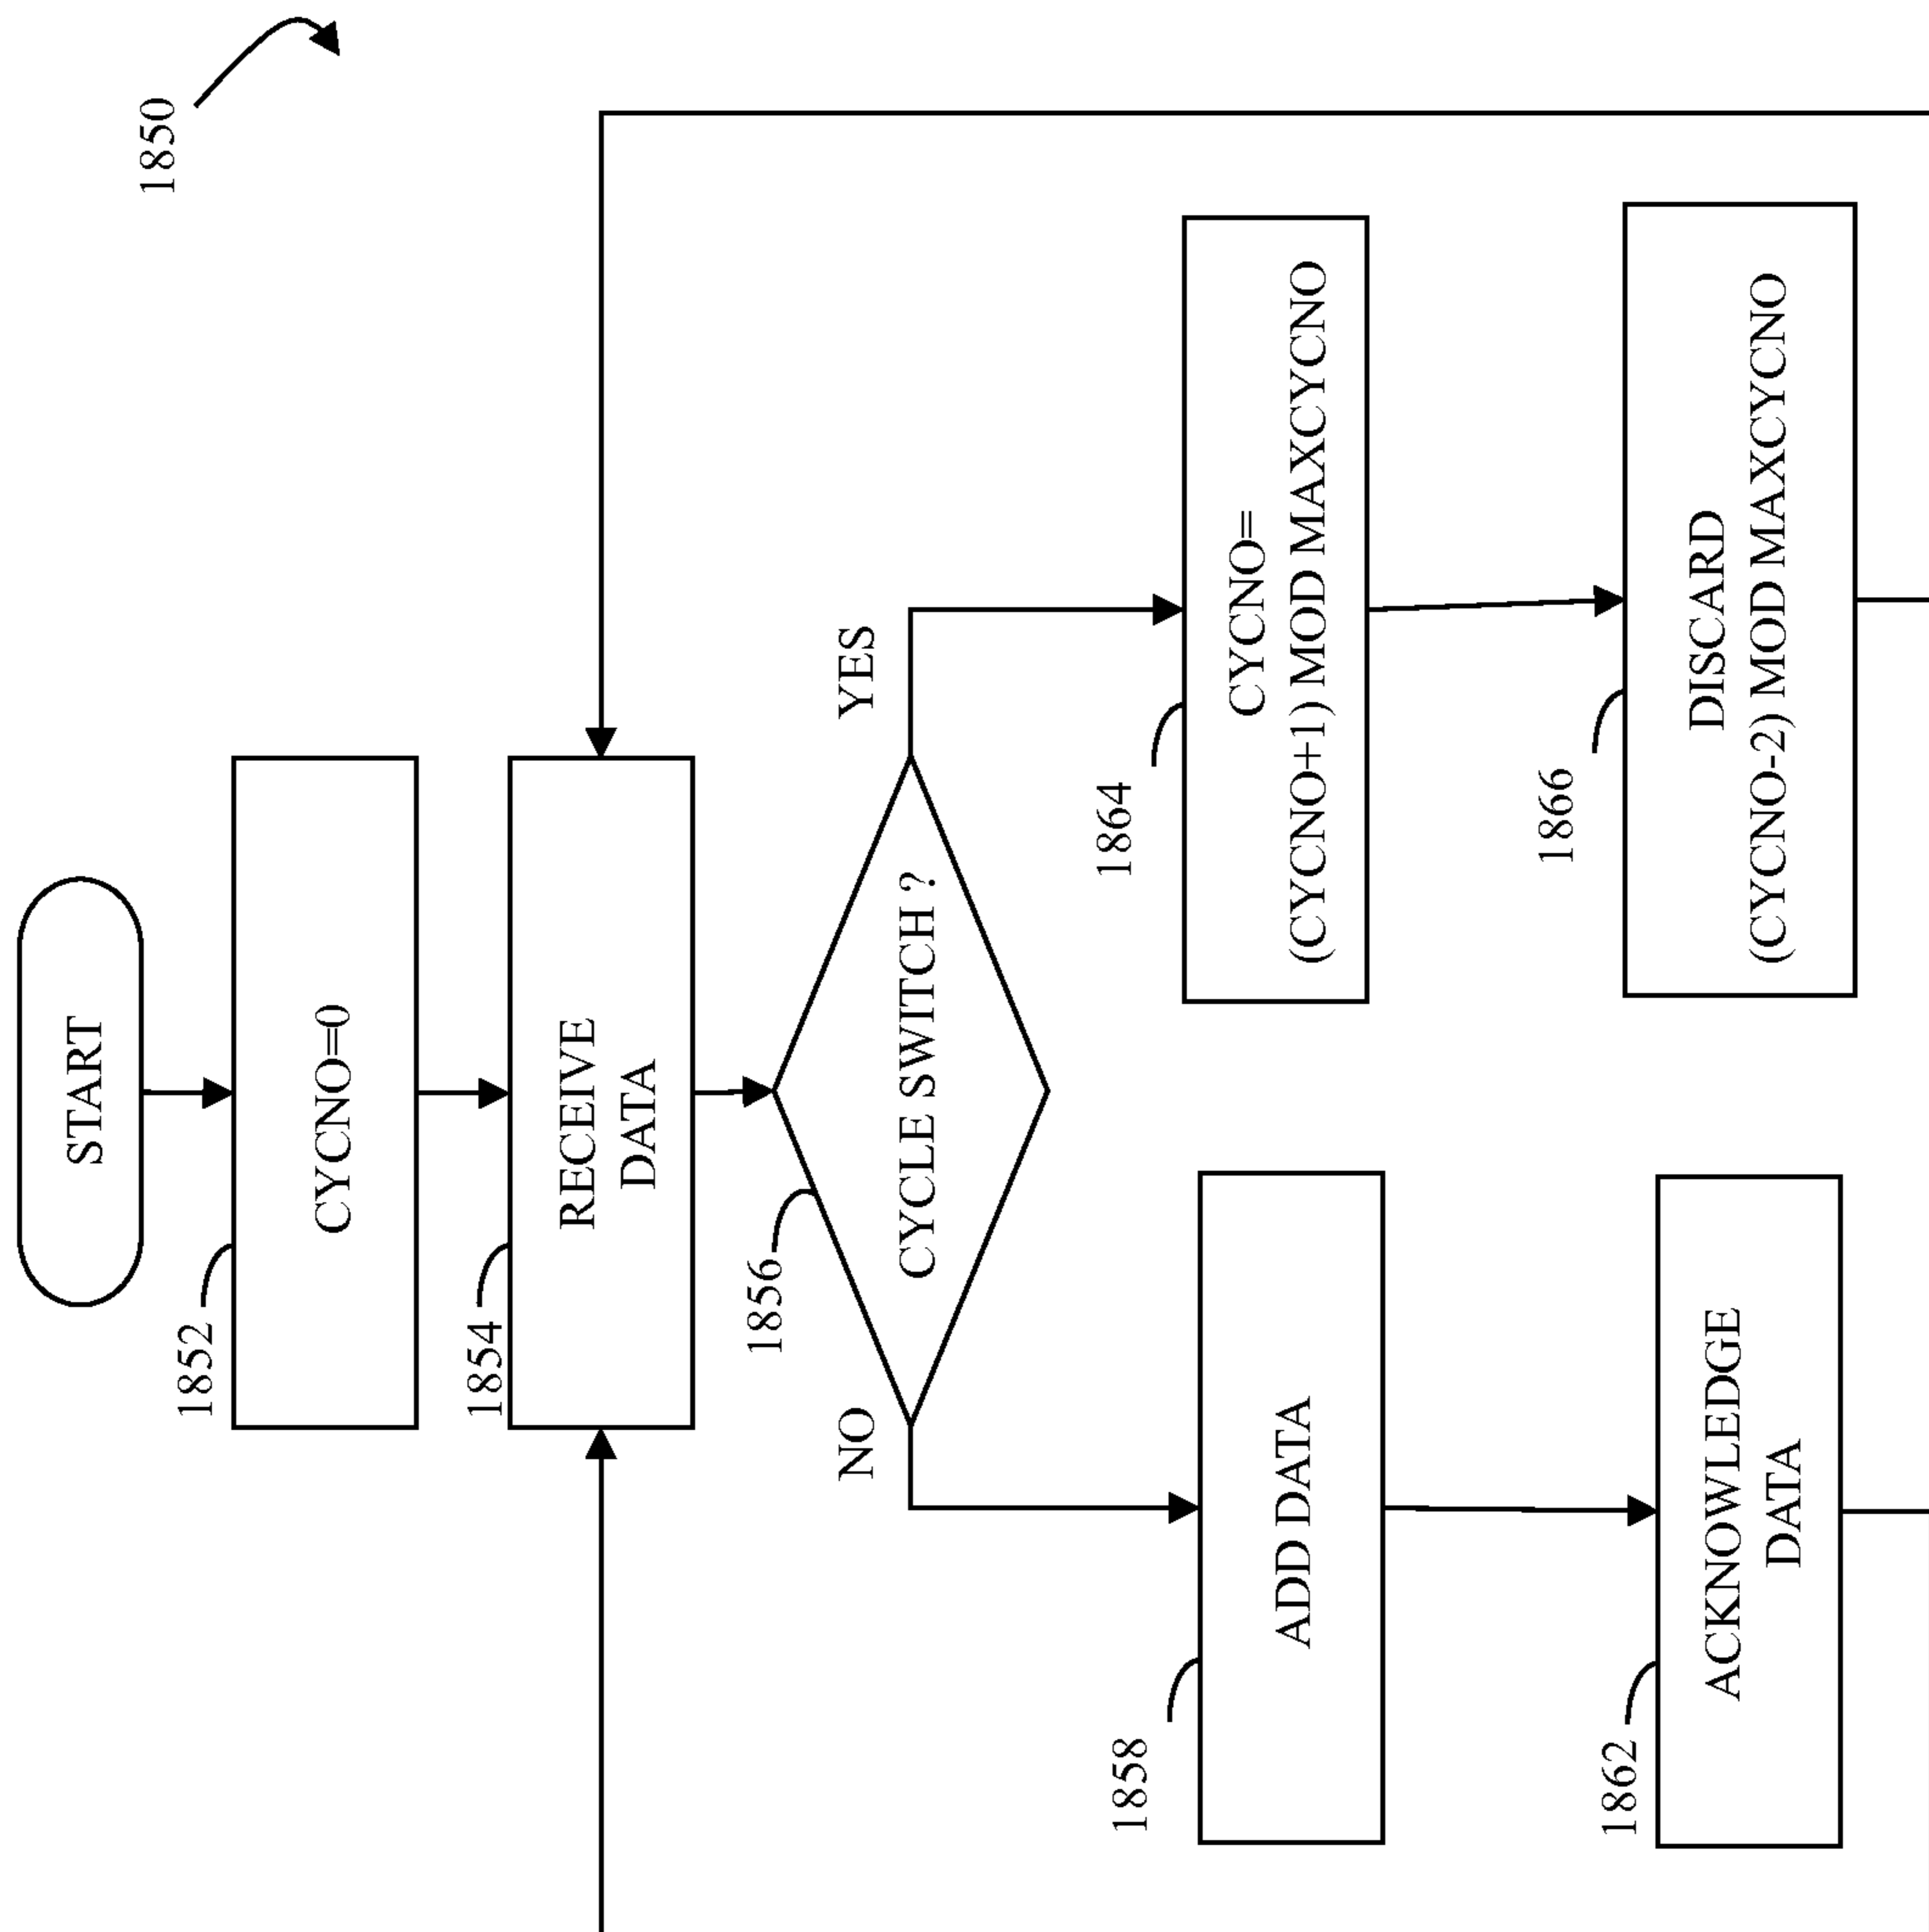 1850
START
1852
CYCNO=0
1854
RECEIVE
DATA
1856
CYCLE SWITCH ?
NO
YES
1858
ADD DATA
1864
CYCNO=
(CYCNO+1) MOD MAXCYCNO
1862
ACKNOWLEDGE
DATA
1866
DISCARD
(CYCNO-2) MOD MAXCYCNO